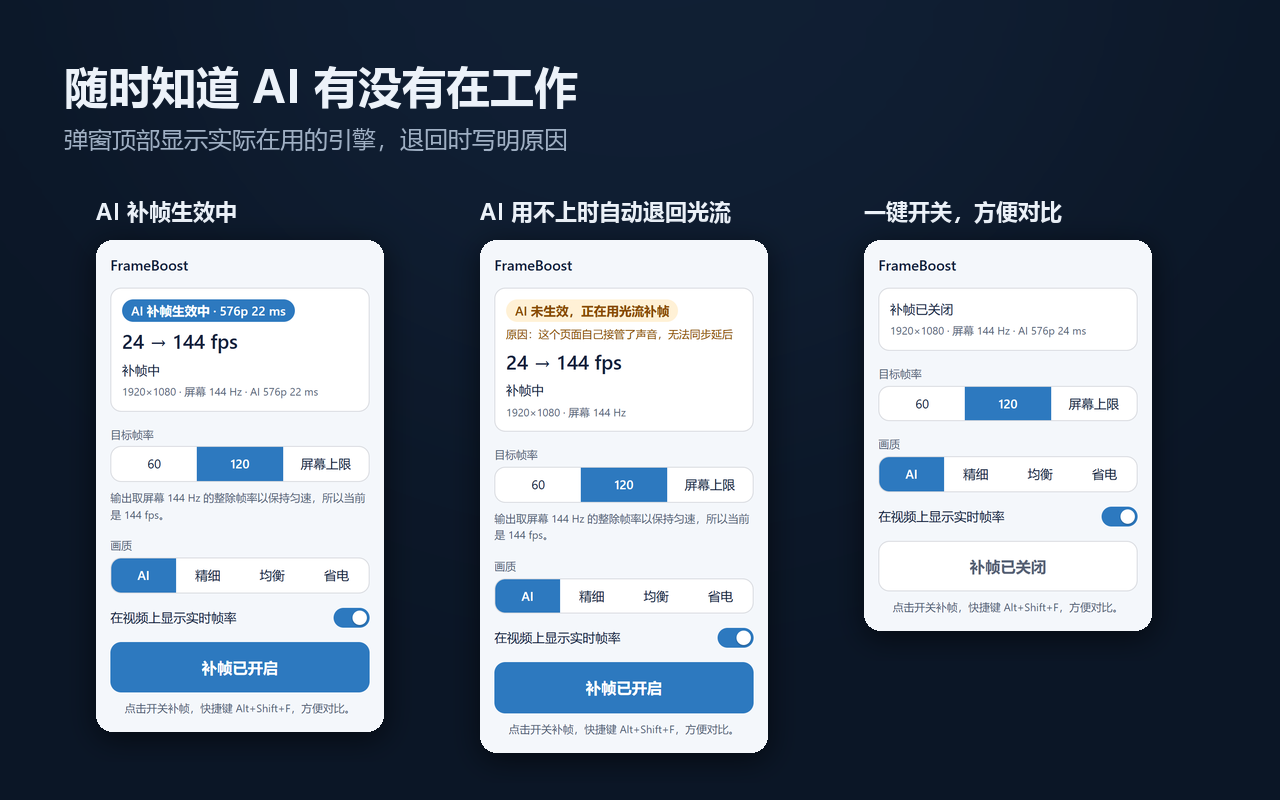 随时知道 AI 有没有在工作
弹窗顶部显示实际在用的引擎，退回时写明原因
AI 补帧生效中
FrameBoost
AI 补帧生效中 · 576p 22 ms
24 → 144 fps
补帧中
1920×1080 · 屏幕 144 Hz · AI 576p 22 ms
目标帧率
60 120 屏幕上限
输出取屏幕 144 Hz 的整除帧率以保持匀速，所以当前
是 144 fps。
画质
AI 精细 均衡 省电
在视频上显示实时帧率
补帧已开启
点击开关补帧，快捷键 Alt+Shift+F，方便对比。
AI 用不上时自动退回光流
FrameBoost
AI 未生效，正在用光流补帧
原因：这个页面自己接管了声音，无法同步延后
24 → 144 fps
补帧中
1920×1080 · 屏幕 144 Hz
目标帧率
60 120 屏幕上限
输出取屏幕 144 Hz 的整除帧率以保持匀速，所以当前
是 144 fps。
画质
AI 精细 均衡 省电
在视频上显示实时帧率
补帧已开启
点击开关补帧，快捷键 Alt+Shift+F，方便对比。
一键开关，方便对比
FrameBoost
补帧已关闭
1920×1080 · 屏幕 144 Hz · AI 576p 24 ms
目标帧率
60 120 屏幕上限
画质
AI 精细 均衡 省电
在视频上显示实时帧率
补帧已关闭
点击开关补帧，快捷键 Alt+Shift+F，方便对比。